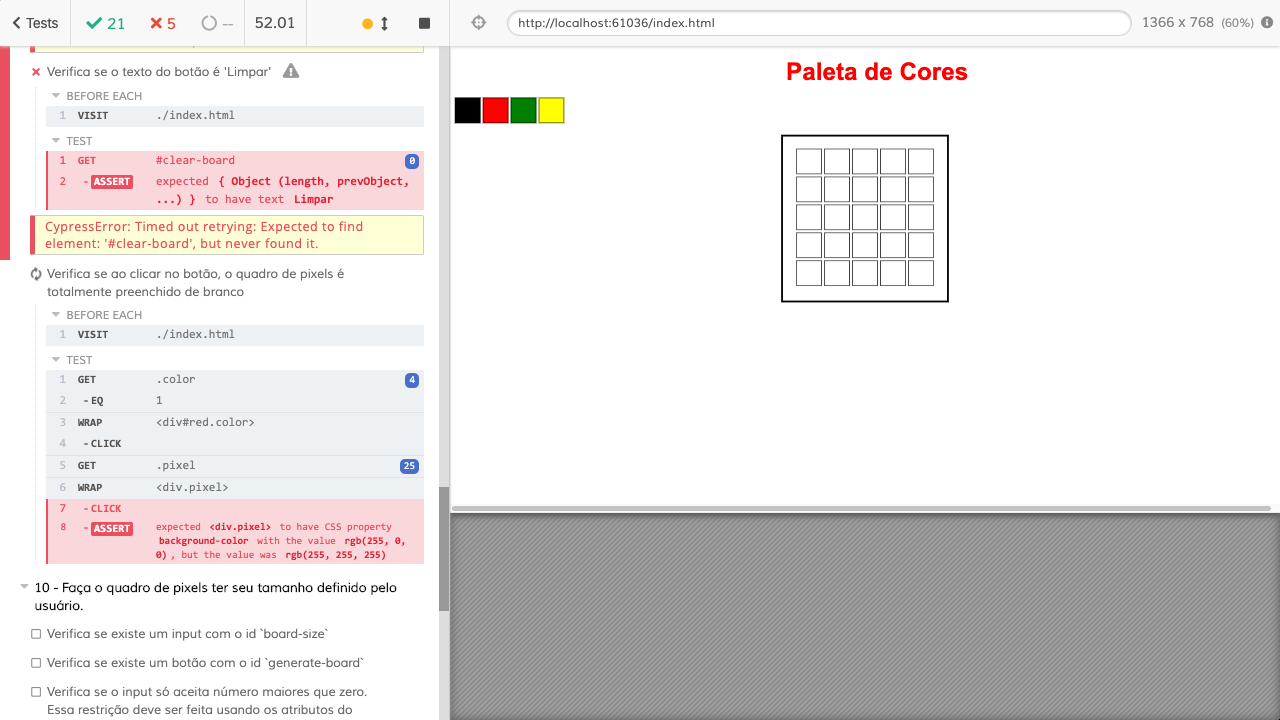 Tests
21
5
--
52.01
http://localhost:61036/index.html
1366 x 768 (60%)
Verifica se o texto do botão é 'Limpar'
BEFORE EACH
1 VISIT ./index.html
TEST
1 GET #clear-board 0
2 - ASSERT expected { Object (length, prevObject,
...) } to have text Limpar
CypressError: Timed out retrying: Expected to find
element: '#clear-board', but never found it.
Verifica se ao clicar no botão, o quadro de pixels é
totalmente preenchido de branco
BEFORE EACH
1 VISIT ./index.html
TEST
1 GET .color 4
2 - EQ 1
3 WRAP <div#red.color>
4 - CLICK
5 GET .pixel 25
6 WRAP <div.pixel>
7 - CLICK
8 - ASSERT expected <div.pixel> to have CSS property
background-color with the value rgb(255, 0,
0) , but the value was rgb(255, 255, 255)
10 - Faça o quadro de pixels ter seu tamanho definido pelo
usuário.
Verifica se existe um input com o id `board-size`
Verifica se existe um botão com o id `generate-board`
Verifica se o input só aceita número maiores que zero.
Essa restrição deve ser feita usando os atributos do
Paleta de Cores